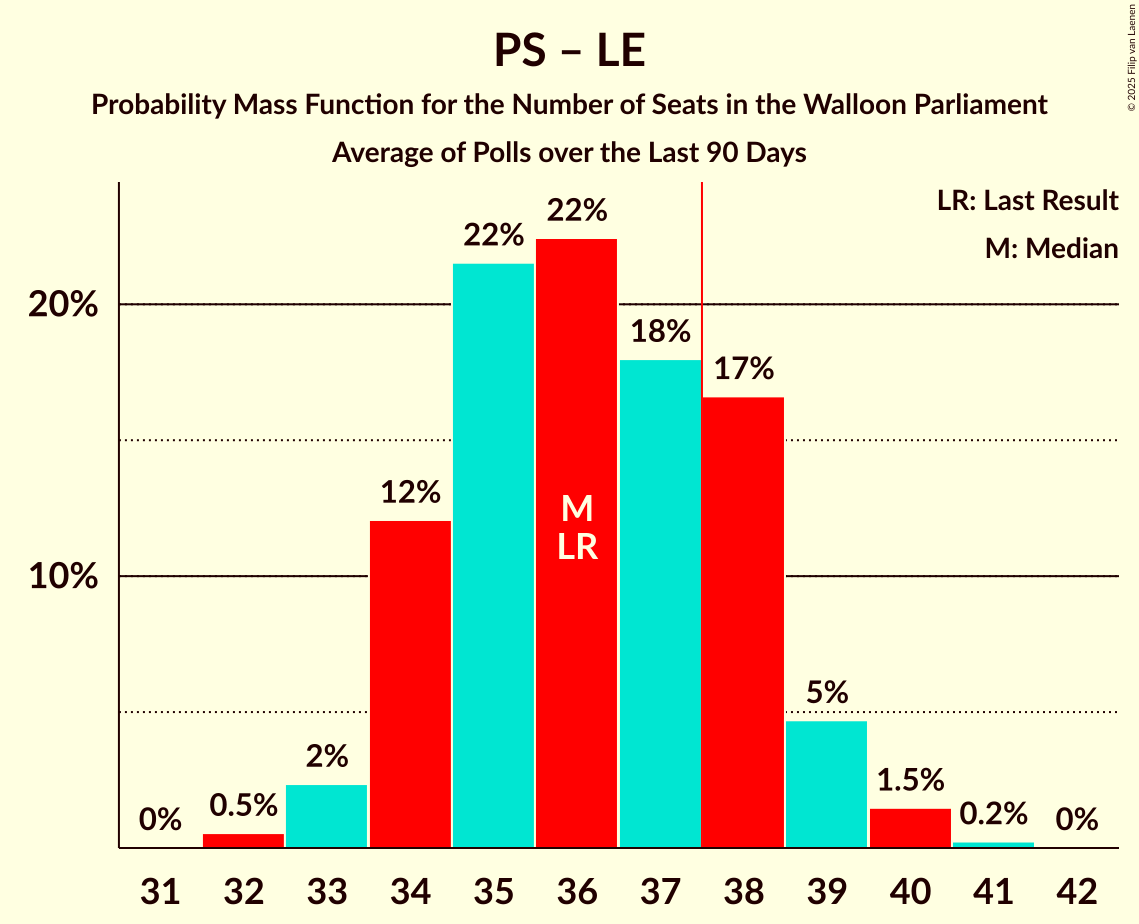 PS – LE
Probability Mass Function for the Number of Seats in the Walloon Parliament
Average of Polls over the Last 90 Days
© 2025 Filip van Laenen
LR: Last Result
M: Median
20%
10%
0%
0.5%
2%
12%
22%
22%
18%
17%
5%
1.5%
0.2%
0%
M
LR
31 32 33 34 35 36 37 38 39 40 41 42